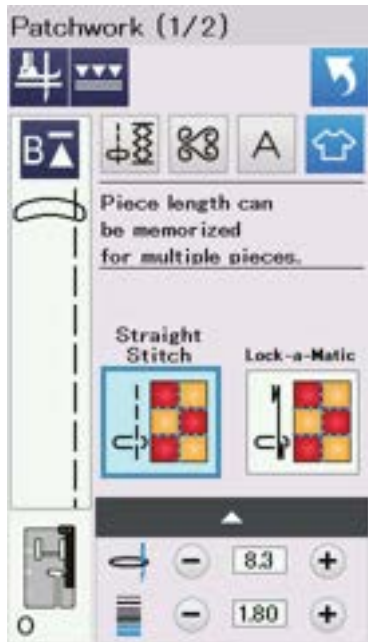 Patchwork (1/2)
B
A
Piece length can
be memorized
for multiple pieces.
Straight
Stitch
Lock-a-Matic
8.3
1.80
O